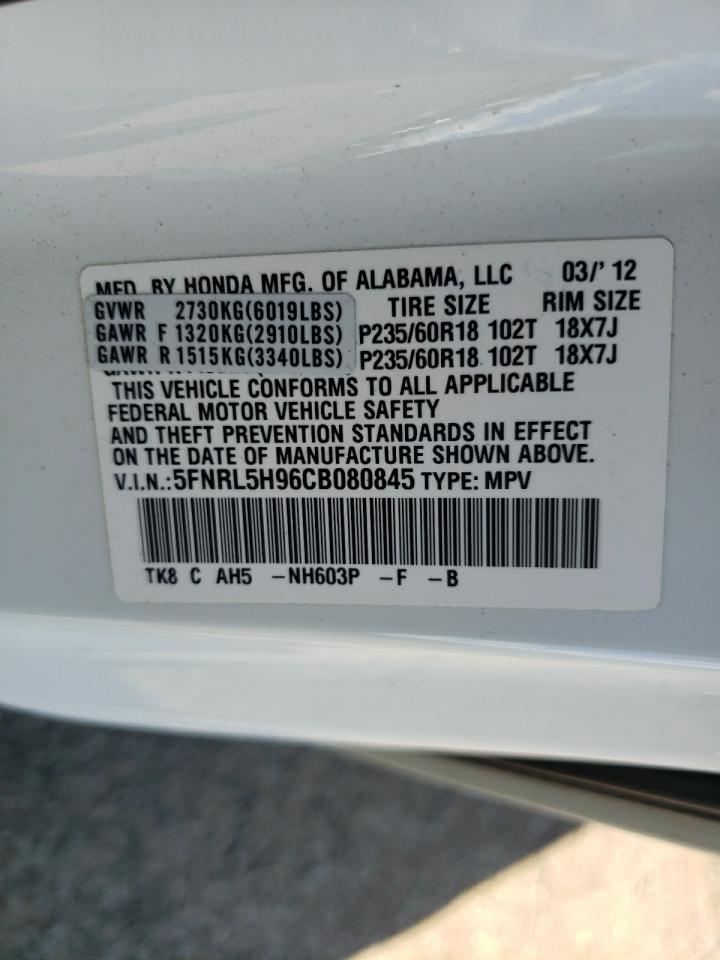 MFD. BY HONDA MFG. OF ALABAMA, LLC 03/' 12
GVWR 2730KG(6019LBS) TIRE SIZE RIM SIZE
GAWR F 1320KG(2910LBS) P235/60R18 102T 18X7J
GAWR R 1515KG(3340LBS) P235/60R18 102T 18X7J
THIS VEHICLE CONFORMS TO ALL APPLICABLE
FEDERAL MOTOR VEHICLE SAFETY
AND THEFT PREVENTION STANDARDS IN EFFECT
ON THE DATE OF MANUFACTURE SHOWN ABOVE.
V.I.N.:5FNRL5H96CB080845 TYPE: MPV
TK8 C AH5 -NH603P -F -B